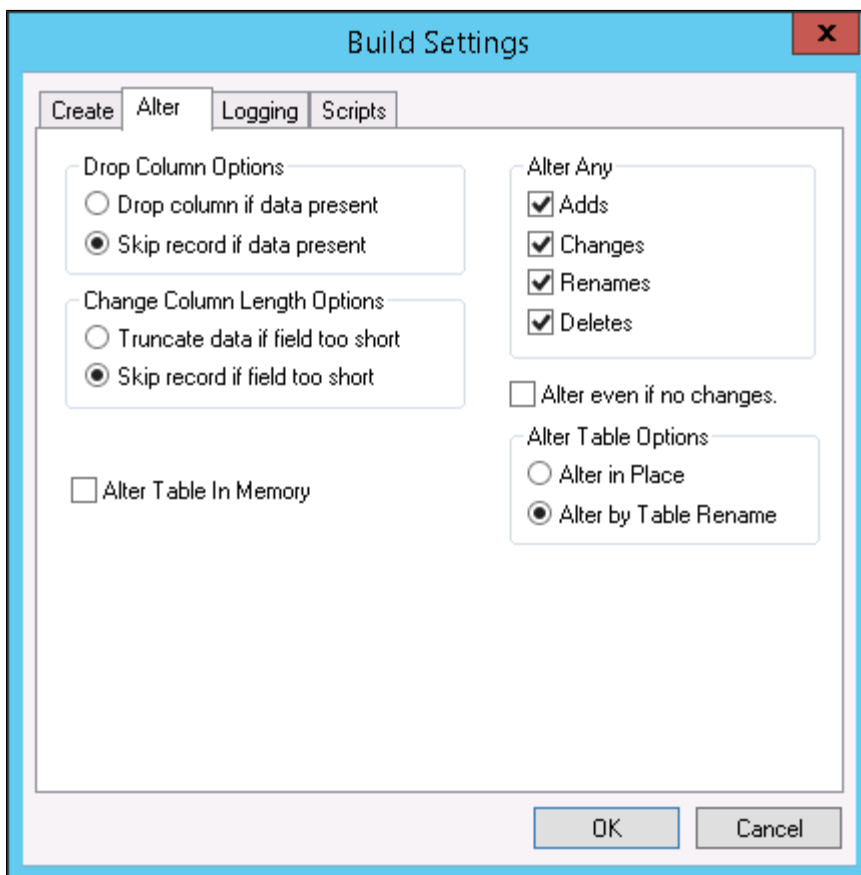 Build Settings
x
Create Alter Logging Scripts
Drop Column Options
Drop column if data present
Skip record if data present
Change Column Length Options
Truncate data if field too short
Skip record if field too short
Alter Table In Memory
Alter Any
Adds
Changes
Renames
Deletes
Alter even if no changes.
Alter Table Options
Alter in Place
Alter by Table Rename
OK Cancel